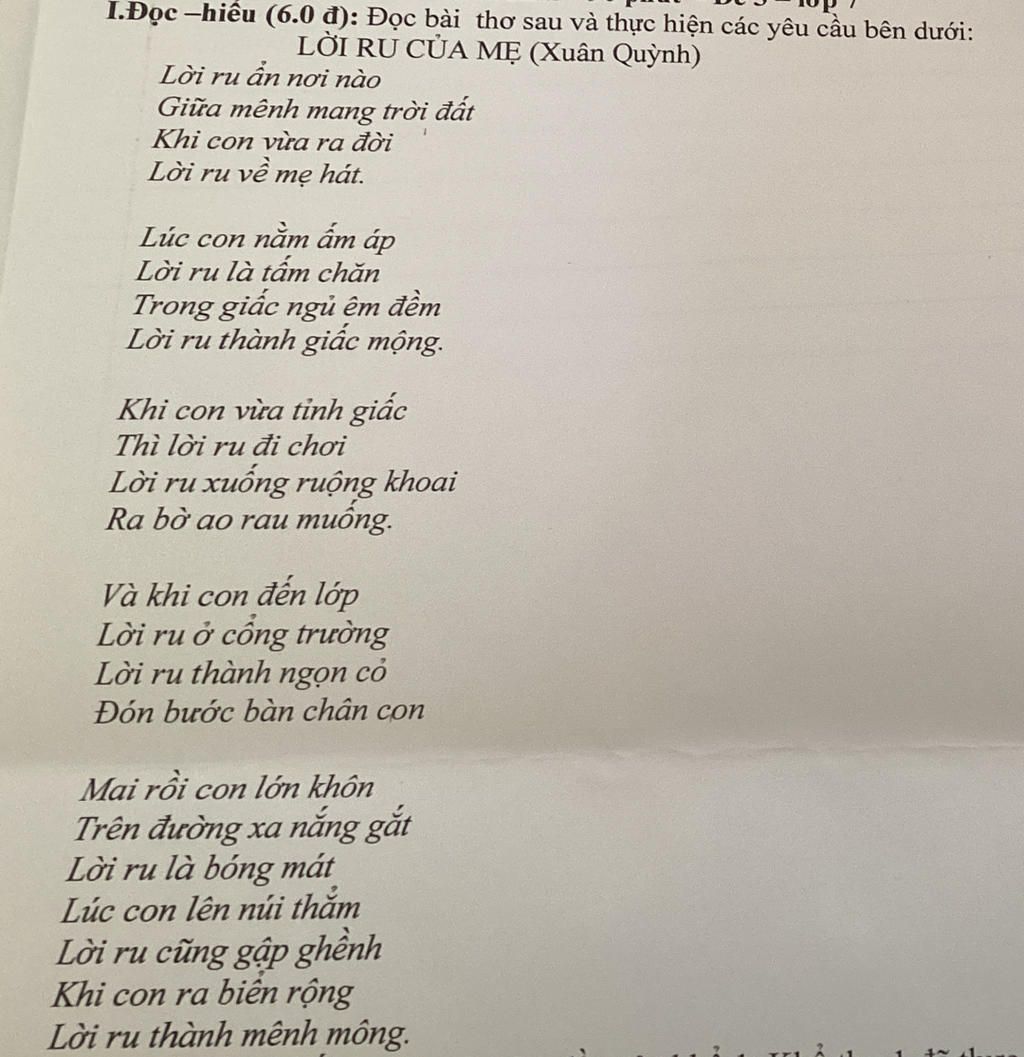 I.Đọc –hiểu (6.0 đ): Đọc bài thơ sau và thực hiện các yêu cầu bên dưới:
LỜI RU CỦA MẸ (Xuân Quỳnh)
Lời ru ẩn nơi nào
Giữa mênh mang trời đất
Khi con vừa ra đời
Lời ru về mẹ hát.
Lúc con nằm ấm áp
Lời ru là tấm chăn
Trong giấc ngủ êm đềm
Lời ru thành giấc mộng.
Khi con vừa tỉnh giấc
Thì lời ru đi chơi
Lời ru xuống ruộng khoai
Ra bờ ao rau muống.
Và khi con đến lớp
Lời ru ở cổng trường
Lời ru thành ngọn cỏ
Đón bước bàn chân con
Mai rồi con lớn khôn
Trên đường xa nắng gắt
Lời ru là bóng mát
Lúc con lên núi thẳm
Lời ru cũng gập ghềnh
Khi con ra biển rộng
Lời ru thành mênh mông.